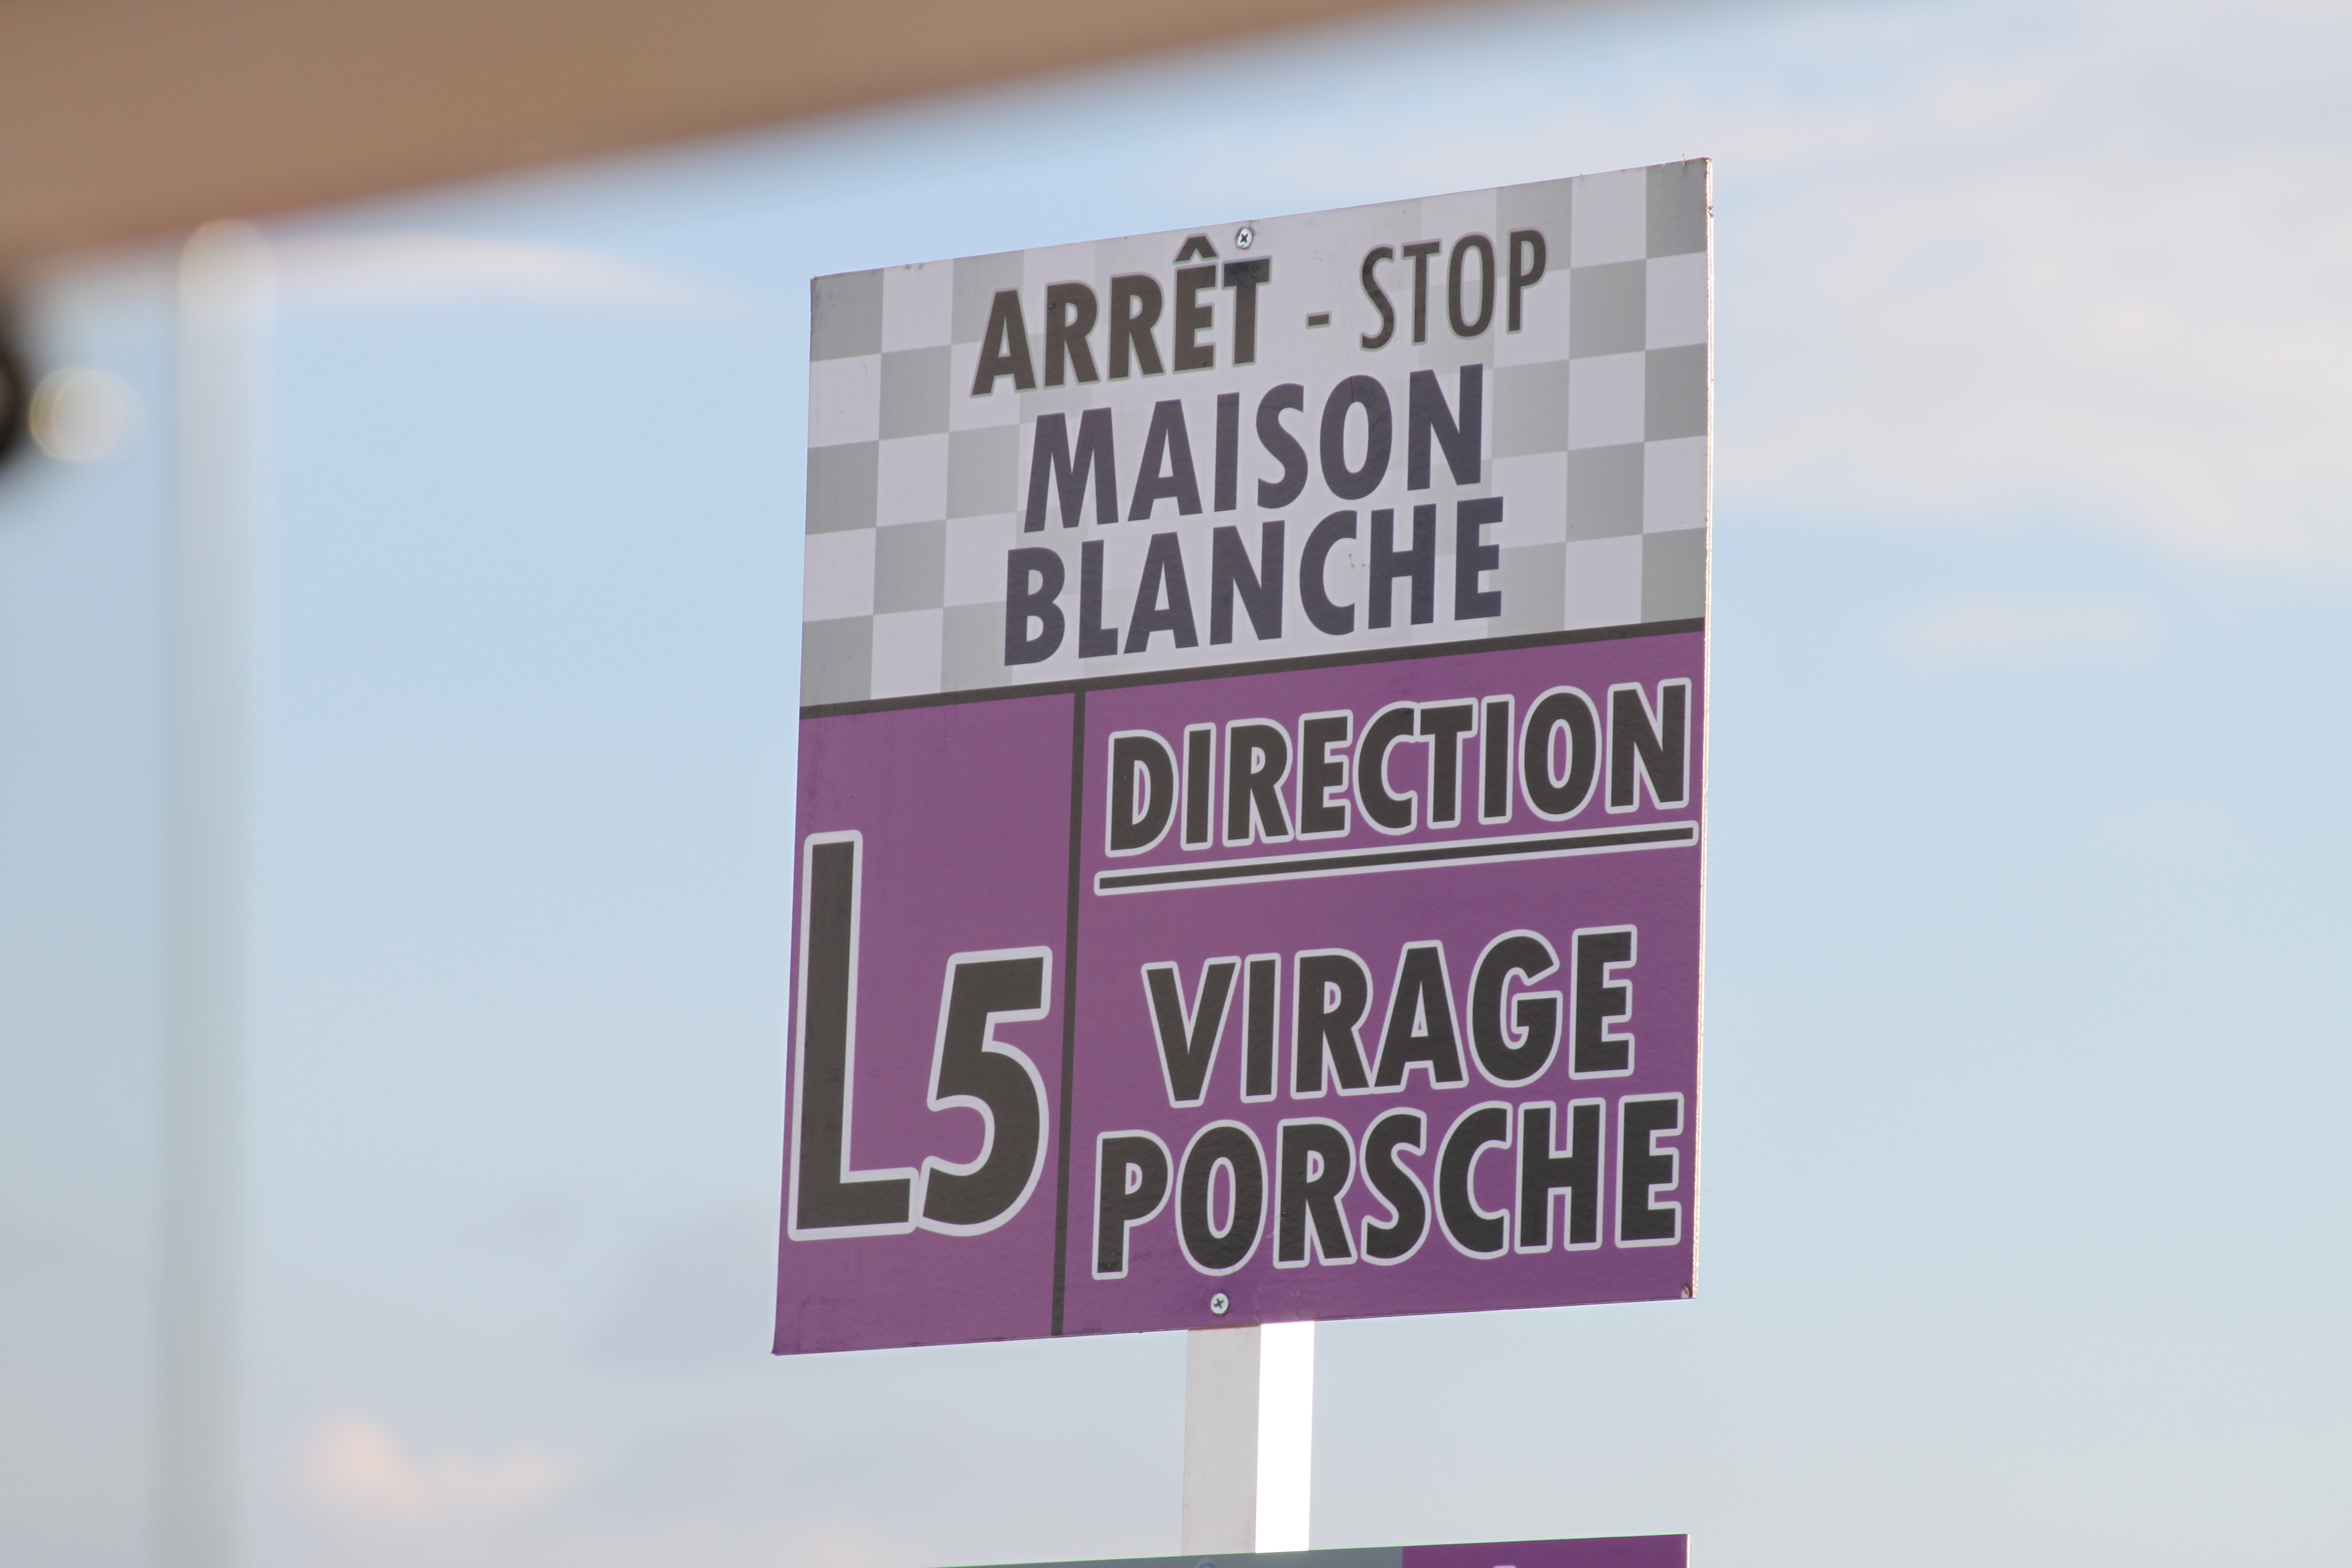 ARRÊT - STOP
MAISON
BLANCHE
L5
DIRECTION
VIRAGE
PORSCHE